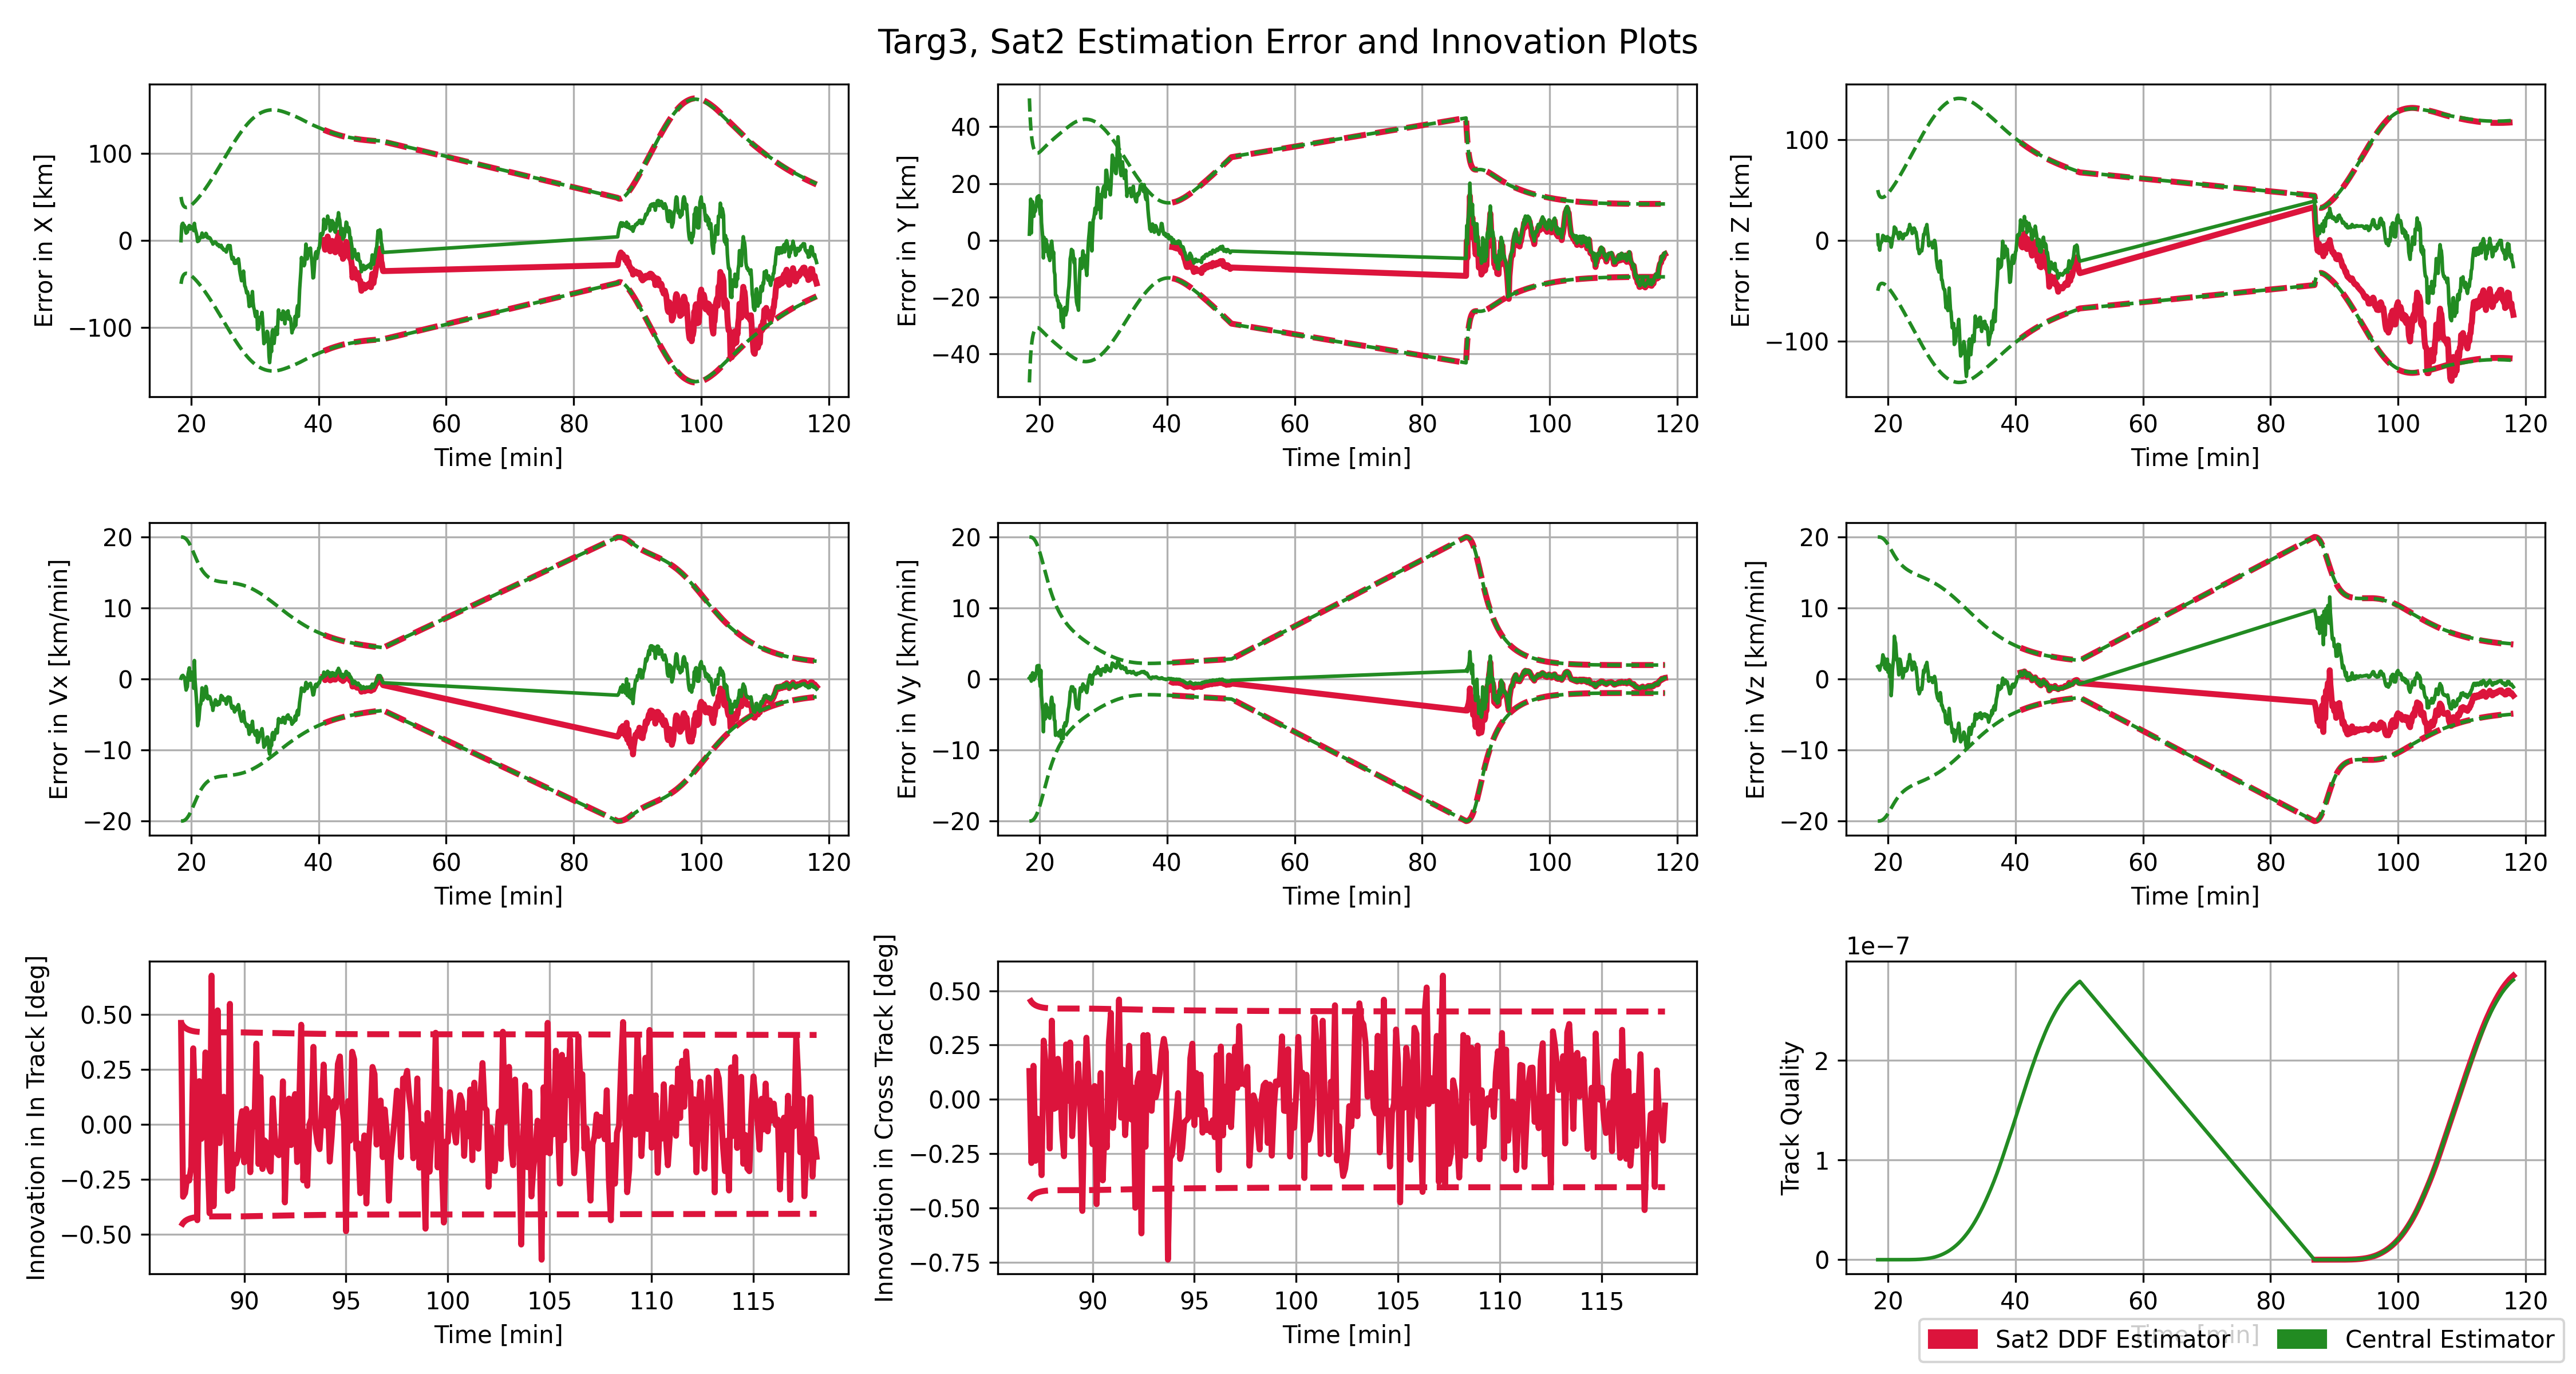 Targ3, Sat2 Estimation Error and Innovation Plots
Error in X [km]
100
0
−100
20 40 60 80 100 120
Time [min]
Error in Y [km]
40
20
0
−20
−40
20 40 60 80 100 120
Time [min]
Error in Z [km]
100
0
−100
20 40 60 80 100 120
Time [min]
Error in Vx [km/min]
20
10
0
−10
−20
20 40 60 80 100 120
Time [min]
Error in Vy [km/min]
20
10
0
−10
−20
20 40 60 80 100 120
Time [min]
Error in Vz [km/min]
20
10
0
−10
−20
20 40 60 80 100 120
Time [min]
Innovation in In Track [deg]
0.50
0.25
0.00
−0.25
−0.50
90 95 100 105 110 115
Time [min]
Innovation in Cross Track [deg]
0.50
0.25
0.00
−0.25
−0.50
−0.75
90 95 100 105 110 115
Time [min]
1e−7
Track Quality
2
1
0
20 40 60 80 100 120
Time [min]
Sat2 DDF Estimator Central Estimator